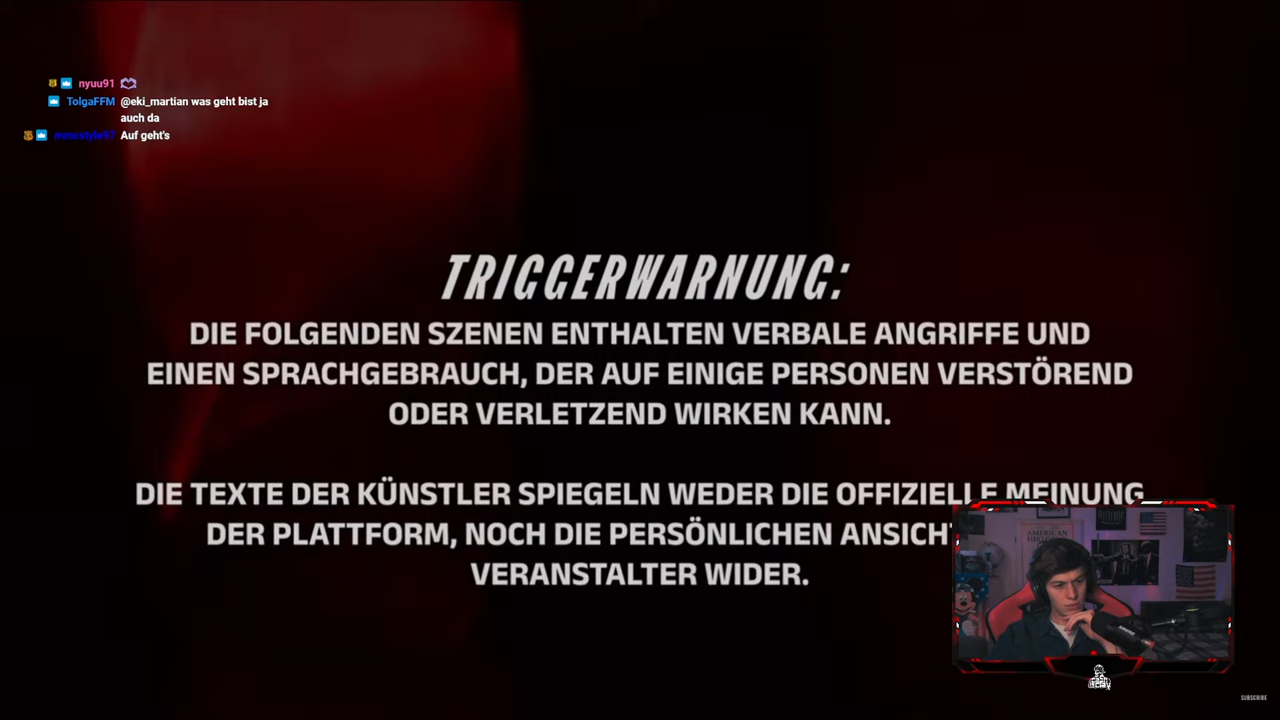 nyuu91
TolgaFFM @eki_martian was geht bist ja
auch da
mmcstyle97 Auf geht's
TRIGGERWARNUNG:
DIE FOLGENDEN SZENEN ENTHALTEN VERBALE ANGRIFFE UND
EINEN SPRACHGEBRAUCH, DER AUF EINIGE PERSONEN VERSTÖREND
ODER VERLETZEND WIRKEN KANN.
DIE TEXTE DER KÜNSTLER SPIEGELN WEDER DIE OFFIZIELLE MEINUNG
DER PLATTFORM, NOCH DIE PERSÖNLICHEN ANSICHT
VERANSTALTER WIDER.
AMERICAN
SUBSCRIBE